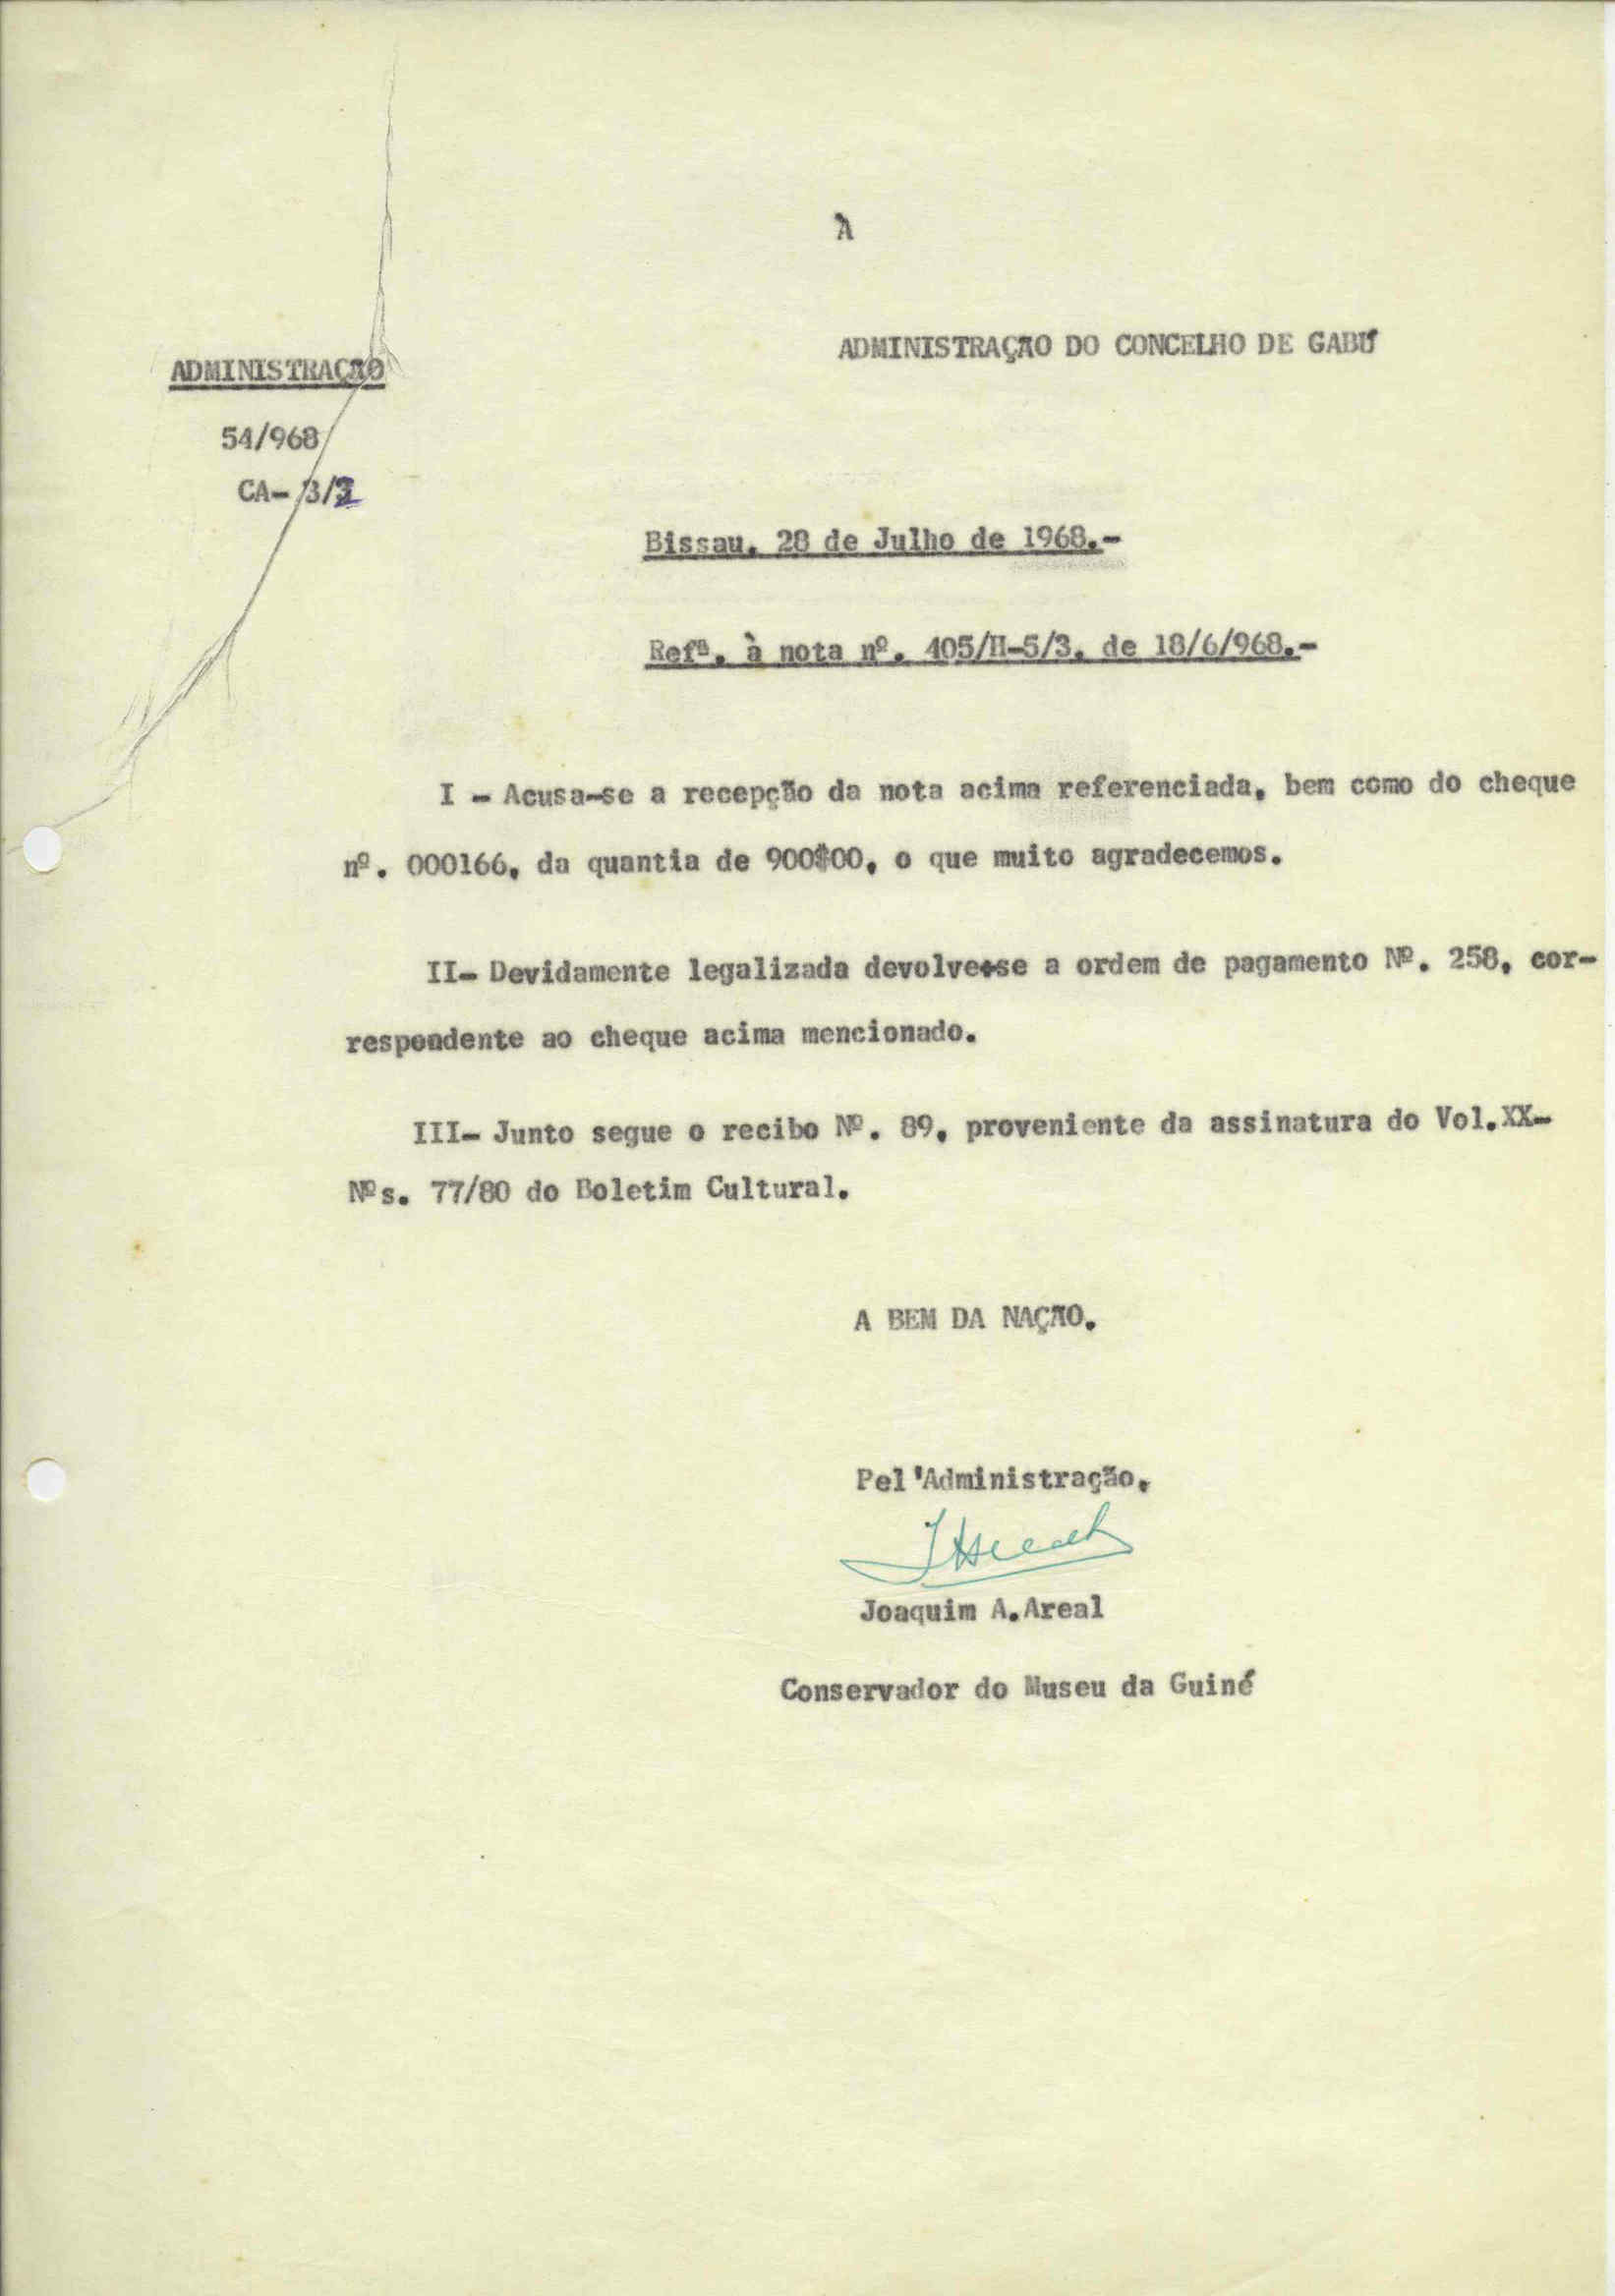 À
ADMINISTRAÇÃO DO CONCELHO DE GABÚ
ADMINISTRAÇÃO
54/968
CA- 3/2
Bissau, 28 de Julho de 1968.-
Refª. à nota nº. 405/H-5/3, de 18/6/968.-
I - Acusa-se a recepção da nota acima referenciada, bem como do cheque
nº. 000166, da quantia de 900$00, o que muito agradecemos.
II- Devidamente legalizada devolve-se a ordem de pagamento Nº. 258, cor-
respondente ao cheque acima mencionado.
III- Junto segue o recibo Nº. 89, proveniente da assinatura do Vol.XX-
Nºs. 77/80 do Boletim Cultural.
A BEM DA NAÇÃO.
Pel'Administração,
Joaquim A.Areal
Conservador do Museu da Guiné